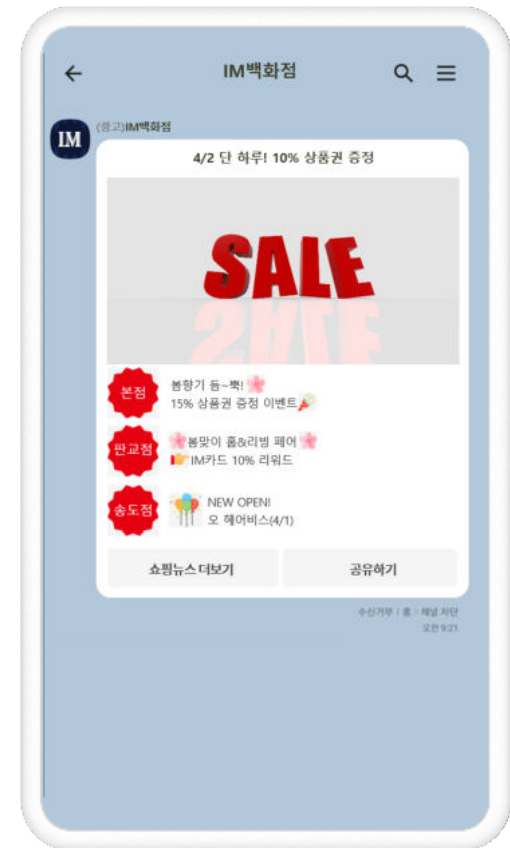 IM백화점
(광고)IM백화점
IM
4/2 단 하루! 10% 상품권 증정
SALE
본점
봄향기 듬~뿍!🌸
15% 상품권 증정 이벤트🎉
판교점
🌸봄맞이 홈&리빙 페어🌸
👉IM카드 10% 리워드
송도점
NEW OPEN!
오 헤어비스(4/1)
쇼핑뉴스 더보기
공유하기
수신거부 | 홈 > 채널 차단
오전 9:21